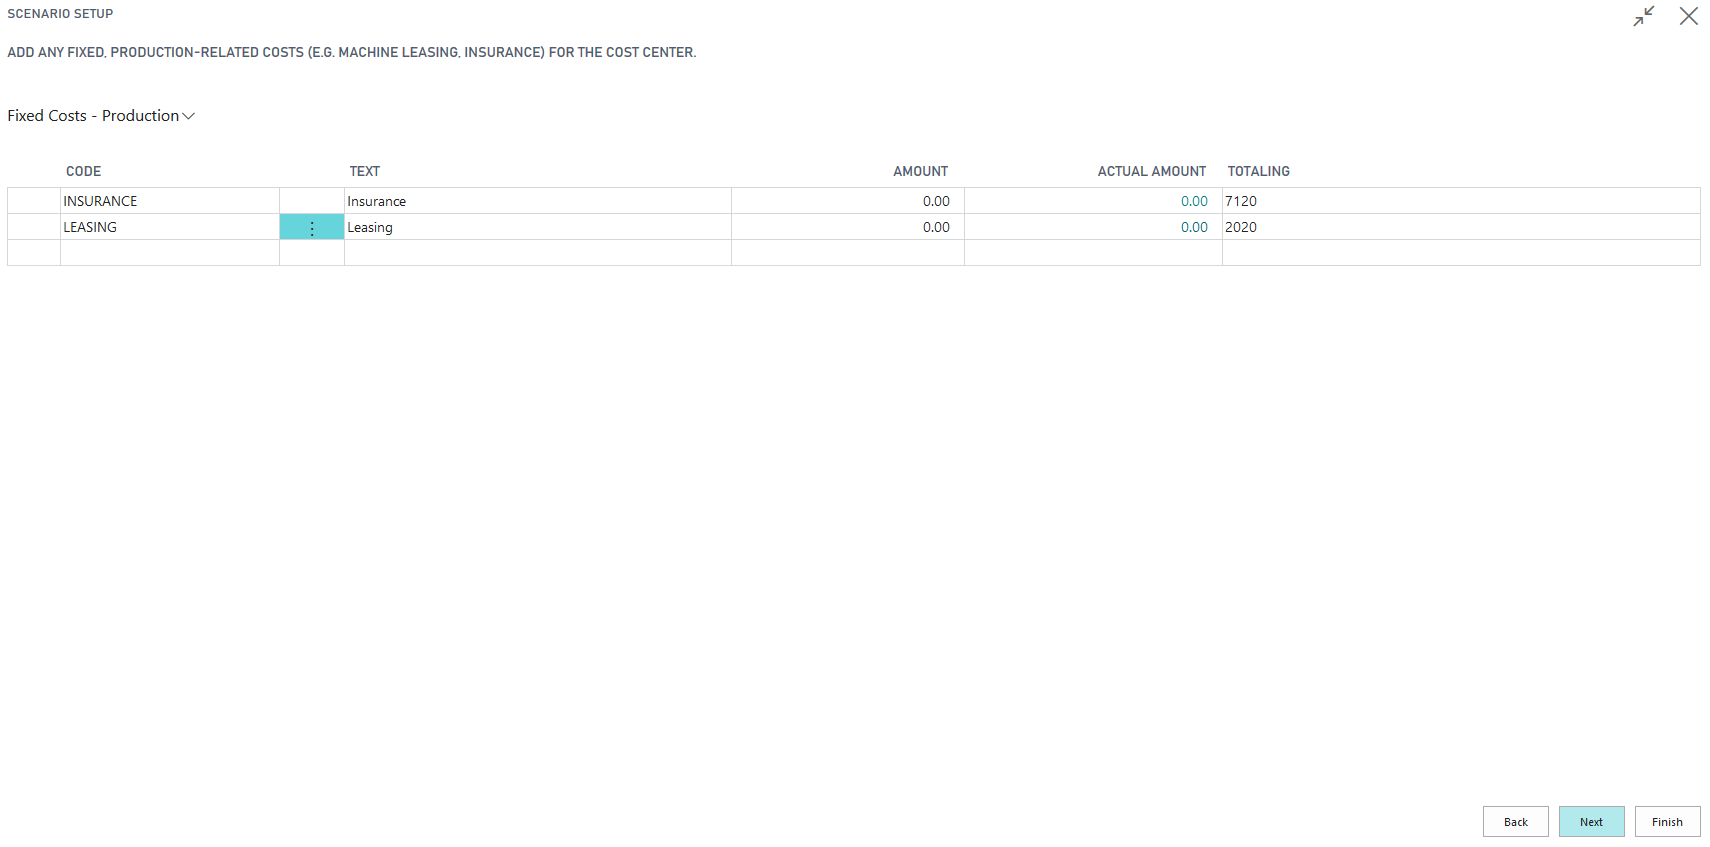 SCENARIO SETUP
ADD ANY FIXED, PRODUCTION-RELATED COSTS (E.G. MACHINE LEASING, INSURANCE) FOR THE COST CENTER.
Fixed Costs - Production
CODE TEXT AMOUNT ACTUAL AMOUNT TOTALING
INSURANCE Insurance 0.00 0.00 7120
LEASING Leasing 0.00 0.00 2020
Back Next Finish